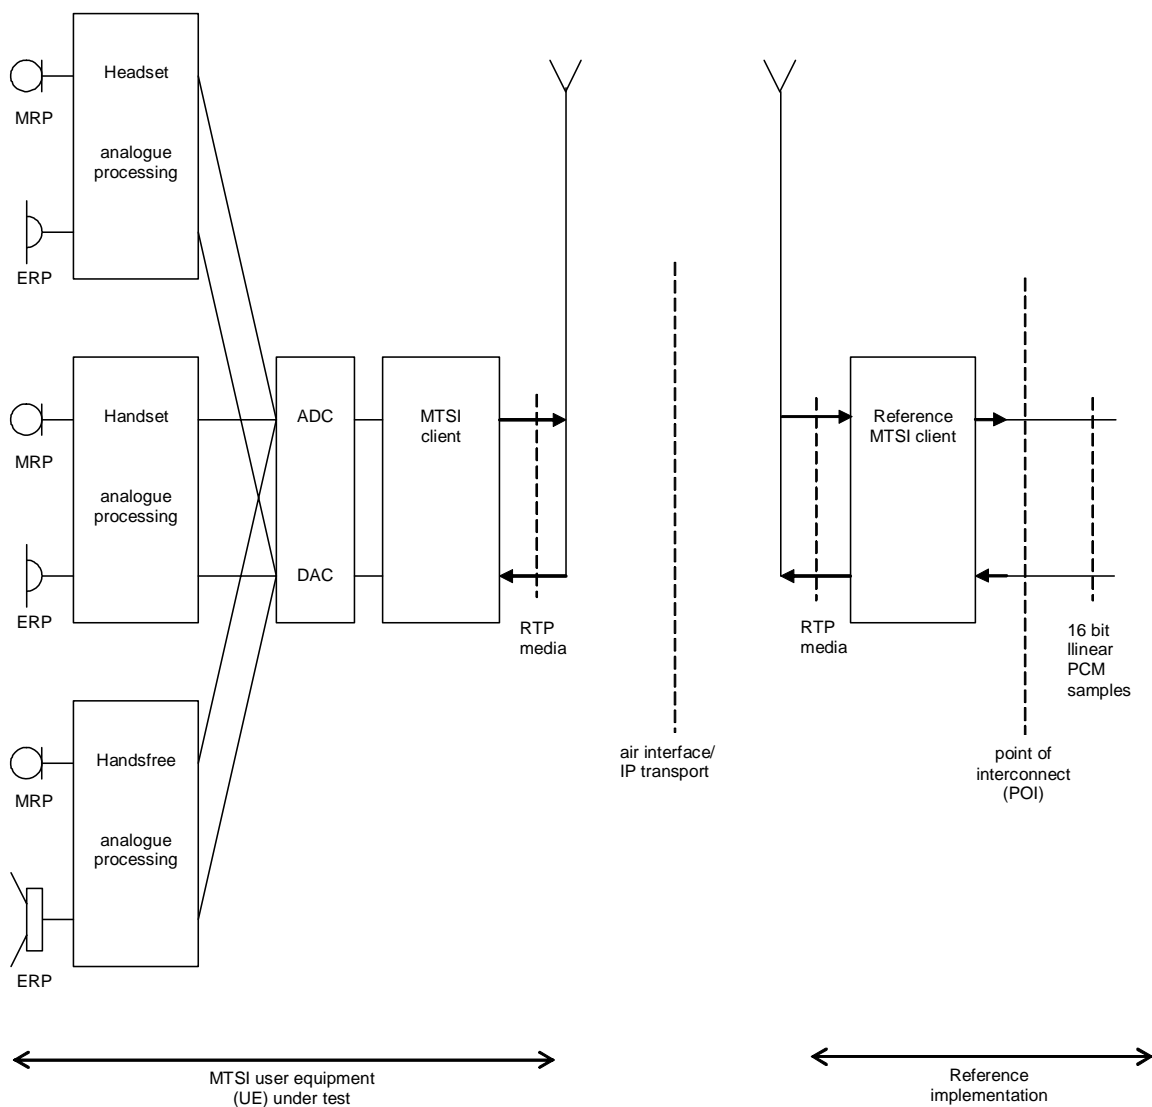 Headset
MRP
analogue
processing
ERP
Handset
MRP
analogue
processing
ERP
Handsfree
MRP
analogue
processing
ERP
ADC
DAC
MTSI
client
RTP
media
air interface/
IP transport
RTP
media
Reference
MTSI client
16 bit
llinear
PCM
samples
point of
interconnect
(POI)
MTSI user equipment
(UE) under test
Reference
implementation